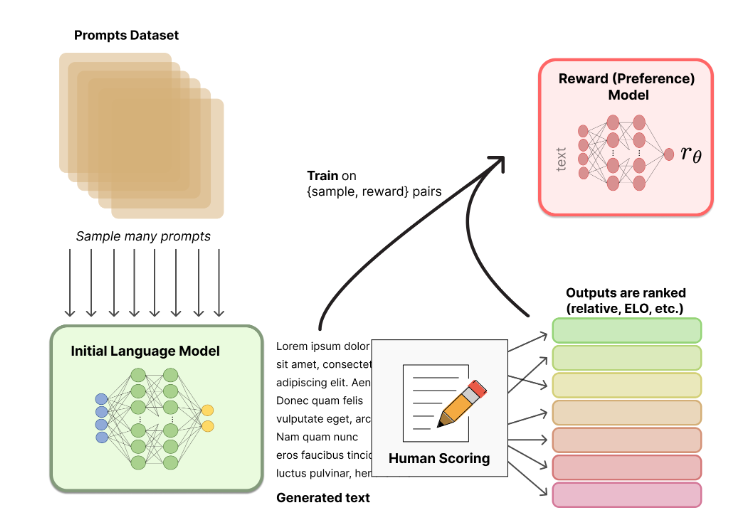 Prompts Dataset
Sample many prompts
Initial Language Model
Lorem ipsum dolor
sit amet, consectet
adipiscing elit. Aen
Donec quam felis
vulputate eget, arc
Nam quam nunc
eros faucibus tincid
luctus pulvinar, hen
Generated text
Human Scoring
Train on
{sample, reward} pairs
Reward (Preference)
Model
text
rθ
Outputs are ranked
(relative, ELO, etc.)